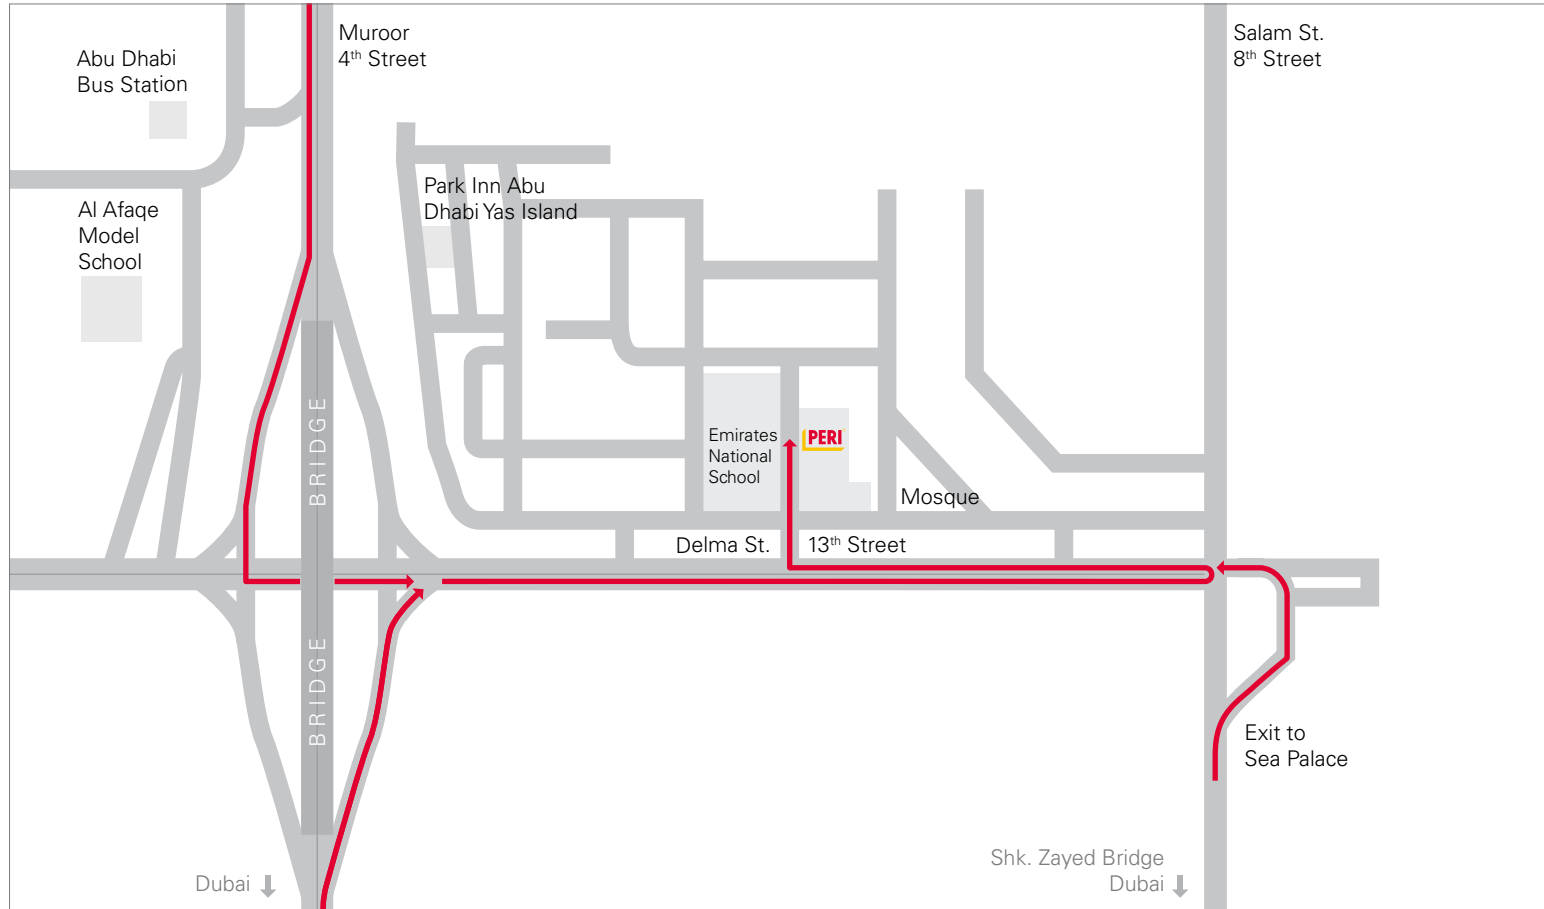 Muroor
4th Street
Salam St.
8th Street
Abu Dhabi
Bus Station
Park Inn Abu
Dhabi Yas Island
Al Afaqe
Model
School
BRIDGE
Emirates
National
School
PERI
Mosque
Delma St.
13th Street
BRIDGE
Exit to
Sea Palace
Shk. Zayed Bridge
Dubai
Dubai